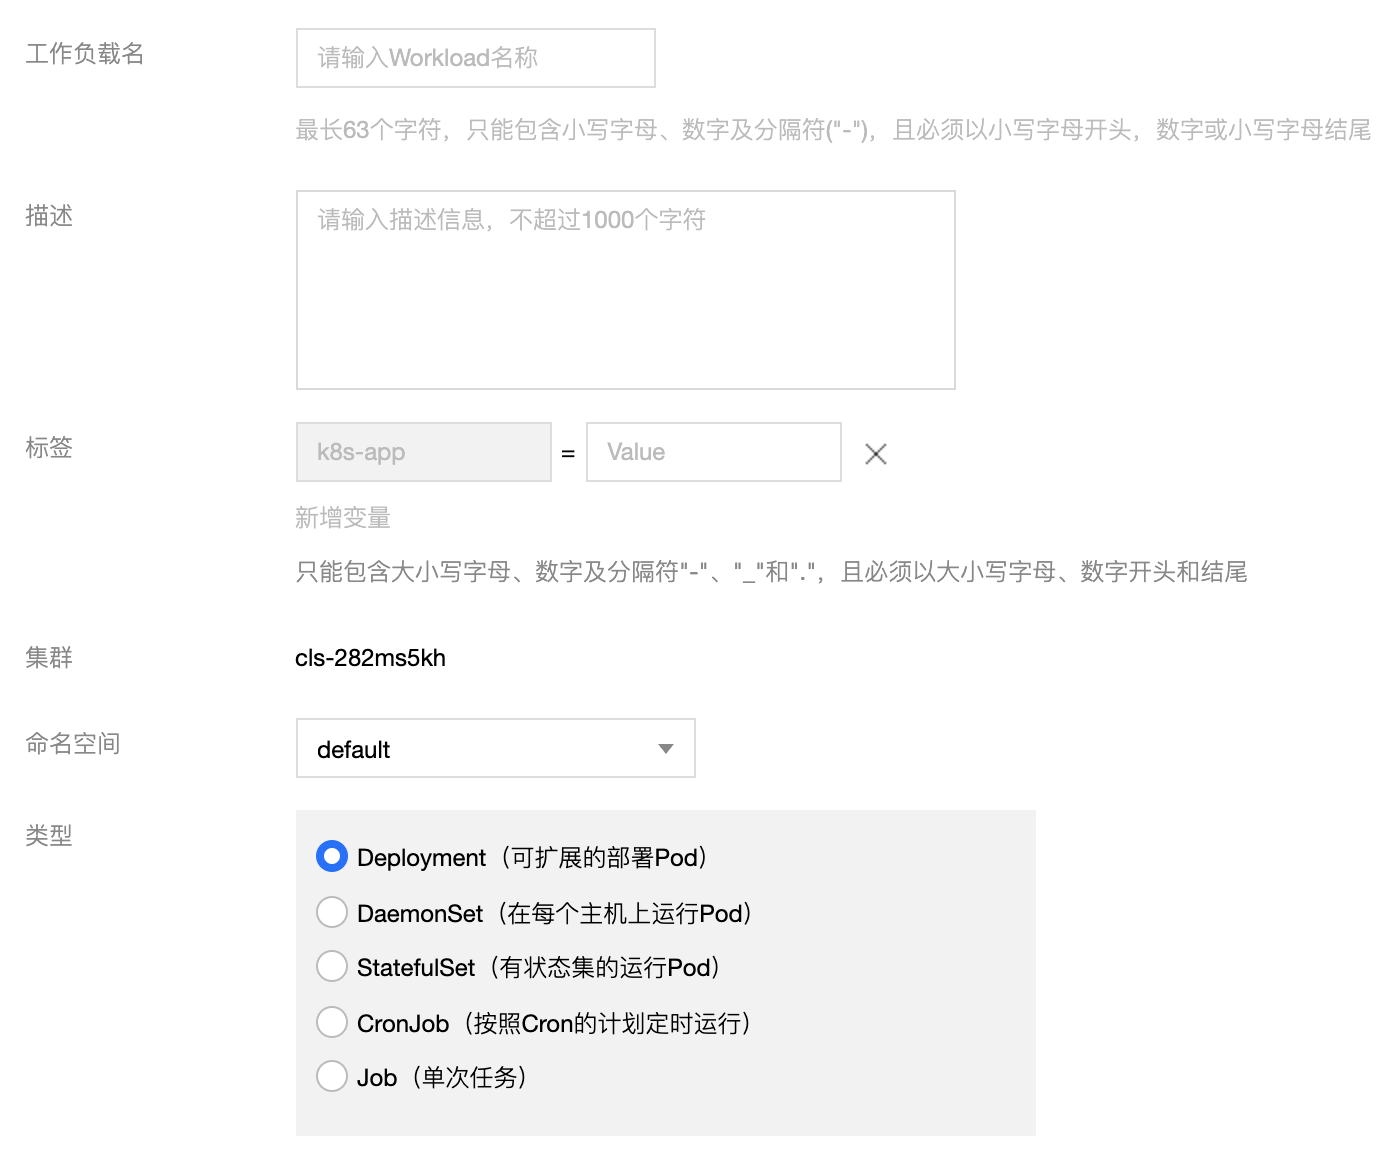 工作负载名
请输入Workload名称
最长63个字符，只能包含小写字母、数字及分隔符("-")，且必须以小写字母开头，数字或小写字母结尾
描述
请输入描述信息，不超过1000个字符
标签
k8s-app = Value
新增变量
只能包含大小写字母、数字及分隔符"-"、"_"和"."，且必须以大小写字母、数字开头和结尾
集群
cls-282ms5kh
命名空间
default
类型
Deployment（可扩展的部署Pod）
DaemonSet（在每个主机上运行Pod）
StatefulSet（有状态集的运行Pod）
CronJob（按照Cron的计划定时运行）
Job（单次任务）